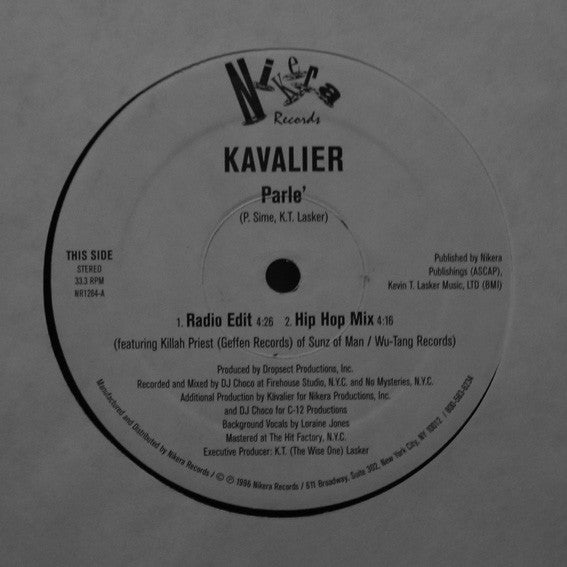 Nikera
Records
KAVALIER
Parle'
(P. Sime, K.T. Lasker)
THIS SIDE
STEREO
33.3 RPM
NR1264-A
Published by Nikera
Publishings (ASCAP),
Kevin T. Lasker Music, LTD (BMI)
1. Radio Edit 4:26 2. Hip Hop Mix 4:16
(featuring Killah Priest (Geffen Records) of Sunz of Man / Wu-Tang Records)
Produced by Dropsect Productions, Inc.
Recorded and Mixed by DJ Choco at Firehouse Studio, N.Y.C. and No Mysteries, N.Y.C.
Additional Production by Kavalier for Nikera Productions, Inc.
and DJ Choco for C-12 Productions
Background Vocals by Loraine Jones
Mastered at The Hit Factory, N.Y.C.
Executive Producer: K.T. (The Wise One) Lasker
Manufactured and Distributed by Nikera Records / © ℗ 1996 Nikera Records / 611 Broadway, Suite 302, New York City, NY 10012 /